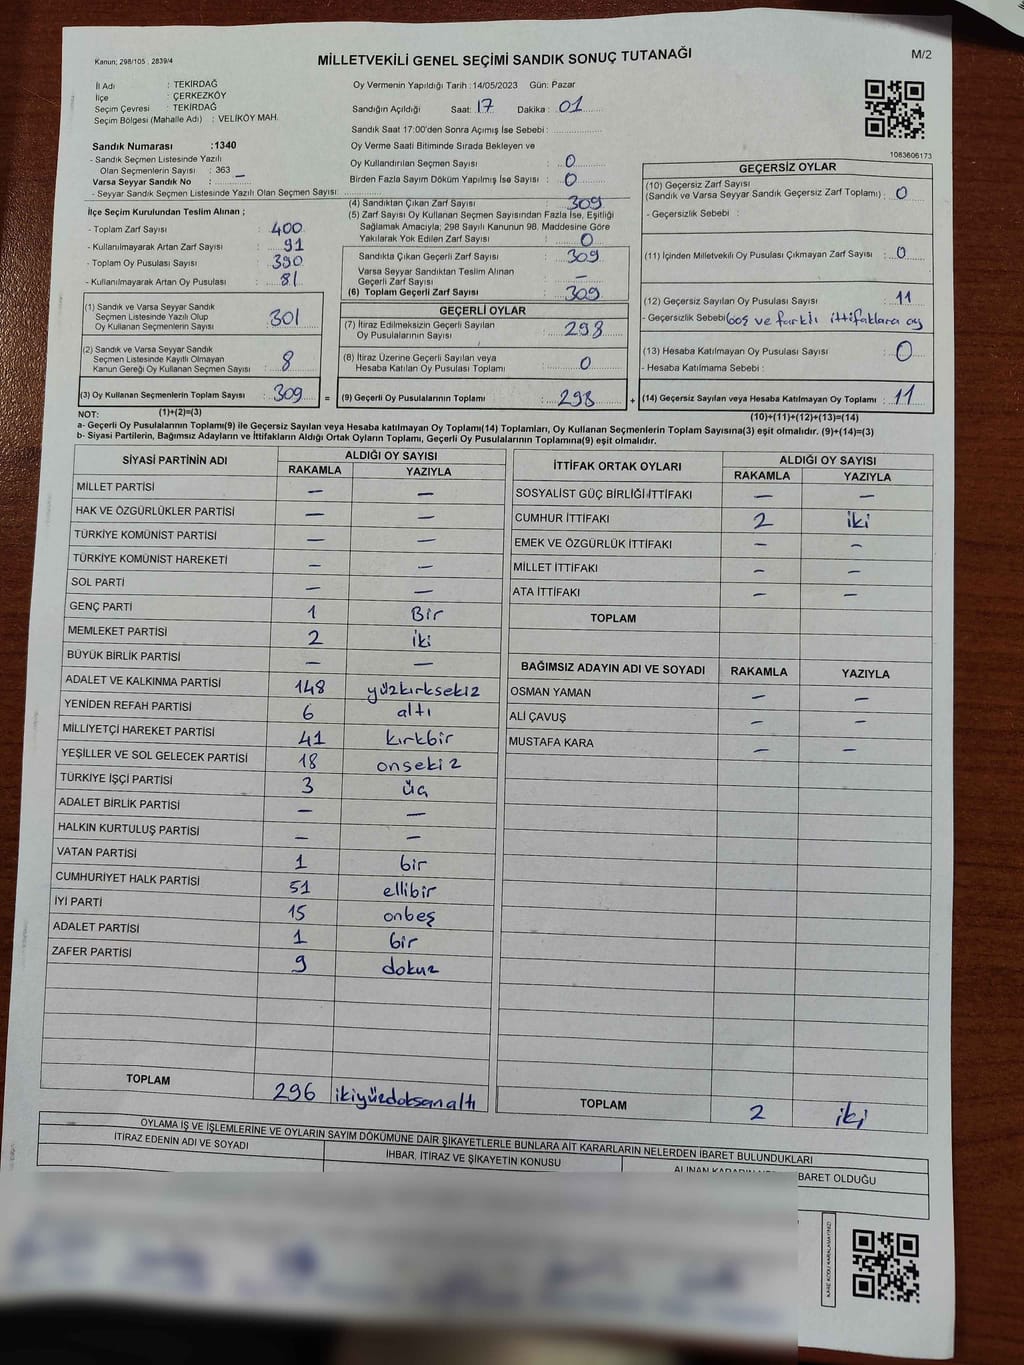 Kanun; 298/105 , 2839/4
MİLLETVEKİLİ GENEL SEÇİMİ SANDIK SONUÇ TUTANAĞI
M/2
İl Adı : TEKİRDAĞ
İlçe : ÇERKEZKÖY
Seçim Çevresi : TEKİRDAĞ
Seçim Bölgesi (Mahalle Adı) : VELİKÖY MAH.
Sandık Numarası :1340
- Sandık Seçmen Listesinde Yazılı
Olan Seçmenlerin Sayısı : 363
Varsa Seyyar Sandık No : —
- Seyyar Sandık Seçmen Listesinde Yazılı Olan Seçmen Sayısı:
Oy Vermenin Yapıldığı Tarih : 14/05/2023 Gün: Pazar
Sandığın Açıldığı Saat: 17 Dakika : 01
Sandık Saat 17:00'den Sonra Açımış İse Sebebi :
Oy Verme Saati Bitiminde Sırada Bekleyen ve
Oy Kullandırılan Seçmen Sayısı : 0
Birden Fazla Sayım Döküm Yapılmış İse Sayısı : 0
1083606173
İlçe Seçim Kurulundan Teslim Alınan ;
- Toplam Zarf Sayısı : 400
- Kullanılmayarak Artan Zarf Sayısı : 91
- Toplam Oy Pusulası Sayısı : 390
- Kullanılmayarak Artan Oy Pusulası : 81
(1) Sandık ve Varsa Seyyar Sandık
Seçmen Listesinde Yazılı Olup
Oy Kullanan Seçmenlerin Sayısı : 301
(2) Sandık ve Varsa Seyyar Sandık
Seçmen Listesinde Kayıtlı Olmayan
Kanun Gereği Oy Kullanan Seçmen Sayısı : 8
(3) Oy Kullanan Seçmenlerin Toplam Sayısı : 309 =
(1)+(2)=(3)
(4) Sandıktan Çıkan Zarf Sayısı : 309
(5) Zarf Sayısı Oy Kullanan Seçmen Sayısından Fazla İse, Eşitliği
Sağlamak Amacıyla; 298 Sayılı Kanunun 98. Maddesine Göre
Yakılarak Yok Edilen Zarf Sayısı : 0
Sandıkta Çıkan Geçerli Zarf Sayısı : 309
Varsa Seyyar Sandıktan Teslim Alınan
Geçerli Zarf Sayısı : —
(6) Toplam Geçerli Zarf Sayısı : 309
GEÇERLİ OYLAR
(7) İtiraz Edilmeksizin Geçerli Sayılan
Oy Pusulalarının Sayısı : 298
(8) İtiraz Üzerine Geçerli Sayılan veya
Hesaba Katılan Oy Pusulası Toplamı : 0
(9) Geçerli Oy Pusulalarının Toplamı : 298 +
GEÇERSİZ OYLAR
(10) Geçersiz Zarf Sayısı
(Sandık ve Varsa Seyyar Sandık Geçersiz Zarf Toplamı) : 0
- Geçersizlik Sebebi :
(11) İçinden Milletvekili Oy Pusulası Çıkmayan Zarf Sayısı : 0
(12) Geçersiz Sayılan Oy Pusulası Sayısı : 11
- Geçersizlik Sebebi boş ve farklı ittifaklara oy
(13) Hesaba Katılmayan Oy Pusulası Sayısı : 0
- Hesaba Katılmama Sebebi :
(14) Geçersiz Sayılan veya Hesaba Katılmayan Oy Toplamı : 11
(10)+(11)+(12)+(13)=(14)
NOT:
a- Geçerli Oy Pusulalarının Toplamı(9) ile Geçersiz Sayılan veya Hesaba Katılmayan Oy Toplamı(14) Toplamları, Oy Kullanan Seçmenlerin Toplam Sayısına(3) eşit olmalıdır. (9)+(14)=(3)
b- Siyasi Partilerin, Bağımsız Adayların ve İttifakların Aldığı Ortak Oyların Toplamı, Geçerli Oy Pusulalarının Toplamına(9) eşit olmalıdır.
SİYASİ PARTİNİN ADI ALDIĞI OY SAYISI
RAKAMLA YAZIYLA
MİLLET PARTİSİ — —
HAK VE ÖZGÜRLÜKLER PARTİSİ — —
TÜRKİYE KOMÜNİST PARTİSİ — —
TÜRKİYE KOMÜNİST HAREKETİ — —
SOL PARTİ — —
GENÇ PARTİ 1 Bir
MEMLEKET PARTİSİ 2 iki
BÜYÜK BİRLİK PARTİSİ — —
ADALET VE KALKINMA PARTİSİ 148 yüzkırksekiz
YENİDEN REFAH PARTİSİ 6 altı
MİLLİYETÇİ HAREKET PARTİSİ 41 kırkbir
YEŞİLLER VE SOL GELECEK PARTİSİ 18 onsekiz
TÜRKİYE İŞÇİ PARTİSİ 3 üç
ADALET BİRLİK PARTİSİ — —
HALKIN KURTULUŞ PARTİSİ — —
VATAN PARTİSİ 1 bir
CUMHURİYET HALK PARTİSİ 51 ellibir
İYİ PARTİ 15 onbeş
ADALET PARTİSİ 1 bir
ZAFER PARTİSİ 9 dokuz
TOPLAM 296 ikiyüzdoksanaltı
İTTİFAK ORTAK OYLARI ALDIĞI OY SAYISI
RAKAMLA YAZIYLA
SOSYALİST GÜÇ BİRLİĞİ İTTİFAKI — —
CUMHUR İTTİFAKI 2 iki
EMEK VE ÖZGÜRLÜK İTTİFAKI — —
MİLLET İTTİFAKI — —
ATA İTTİFAKI — —
TOPLAM
BAĞIMSIZ ADAYIN ADI VE SOYADI RAKAMLA YAZIYLA
OSMAN YAMAN — —
ALİ ÇAVUŞ — —
MUSTAFA KARA — —
TOPLAM 2 iki
OYLAMA İŞ VE İŞLEMLERİNE VE OYLARIN SAYIM DÖKÜMÜNE DAİR ŞİKAYETLERLE BUNLARA AİT KARARLARIN NELERDEN İBARET BULUNDUKLARI
İTİRAZ EDENİN ADI VE SOYADI
İHBAR, İTİRAZ VE ŞİKAYETİN KONUSU
BARET OLDUĞU